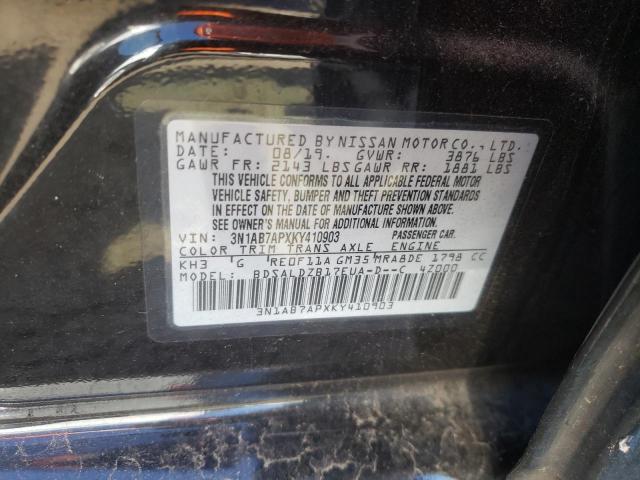 MANUFACTURED BY NISSAN MOTOR CO., LTD.
DATE: 08/19. GVWR: 3876 LBS
GAWR FR: 2143 LBS GAWR RR: 1881 LBS
THIS VEHICLE CONFORMS TO ALL APPLICABLE FEDERAL MOTOR
VEHICLE SAFETY, BUMPER, AND THEFT PREVENTION STANDARDS
IN EFFECT ON THE DATE OF MANUFACTURE SHOWN ABOVE.
SEE OWNER'S MANUAL FOR ADDITIONAL INFORMATION.
VIN: 3N1AB7APXKY410903 PASSENGER CAR.
COLOR TRIM TRANS AXLE ENGINE
KH3 G RE0F11A GM35 MRA8DE 1798 CC
MODEL: BDSALDZB17EUA-D--C 47000
3N1AB7APXKY410903